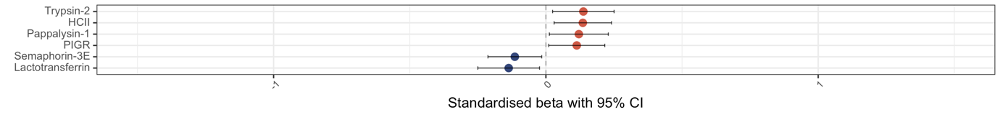 Trypsin-2
HCII
Pappalysin-1
PIGR
Semaphorin-3E
Lactotransferrin
-1 0 1
Standardised beta with 95% CI